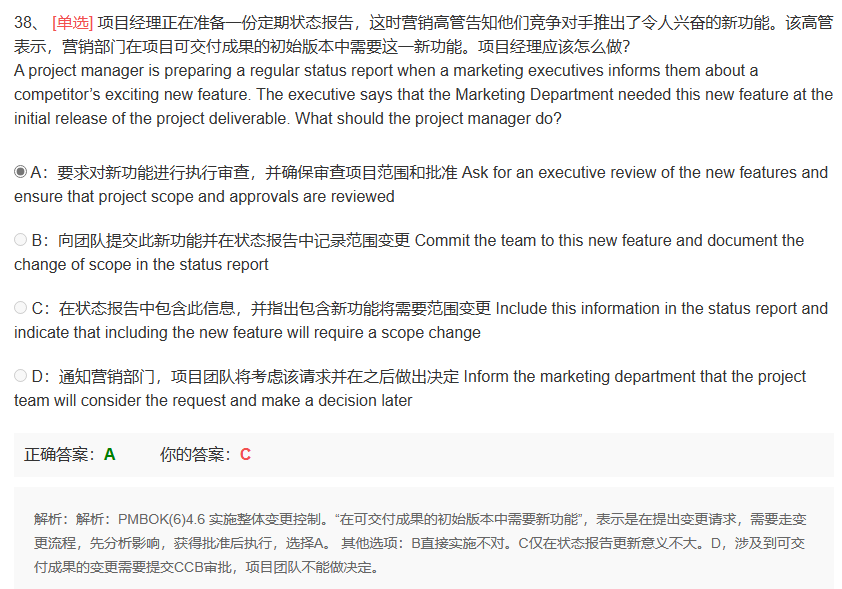 38、 [单选] 项目经理正在准备一份定期状态报告，这时营销高管告知他们竞争对手推出了令人兴奋的新功能。该高管
表示，营销部门在项目可交付成果的初始版本中需要这一新功能。项目经理应该怎么做？
A project manager is preparing a regular status report when a marketing executives informs them about a
competitor's exciting new feature. The executive says that the Marketing Department needed this new feature at the
initial release of the project deliverable. What should the project manager do?
A：要求对新功能进行执行审查，并确保审查项目范围和批准 Ask for an executive review of the new features and
ensure that project scope and approvals are reviewed
B：向团队提交此新功能并在状态报告中记录范围变更 Commit the team to this new feature and document the
change of scope in the status report
C：在状态报告中包含此信息，并指出包含新功能将需要范围变更 Include this information in the status report and
indicate that including the new feature will require a scope change
D：通知营销部门，项目团队将考虑该请求并在之后做出决定 Inform the marketing department that the project
team will consider the request and make a decision later
正确答案：A 你的答案：C
解析：解析：PMBOK(6)4.6 实施整体变更控制。“在可交付成果的初始版本中需要新功能”，表示是在提出变更请求，需要走变
更流程，先分析影响，获得批准后执行，选择A。 其他选项：B直接实施不对。C仅在状态报告更新意义不大。D，涉及到可交
付成果的变更需要提交CCB审批，项目团队不能做决定。